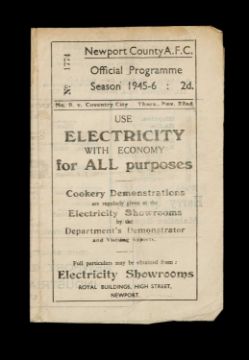 Newport County A.F.C.
Official Programme
Season 1945-6 : 2d.
No. 1774
No. 9. v. Coventry City Thurs. Nov. 22nd
USE
ELECTRICITY
WITH ECONOMY
for ALL purposes
Cookery Demonstrations
are regularly given at the
Electricity Showrooms
by the
Department's Demonstrator
and Visiting Experts.
Full particulars may be obtained from :
Electricity Showrooms
ROYAL BUILDINGS, HIGH STREET,
NEWPORT.